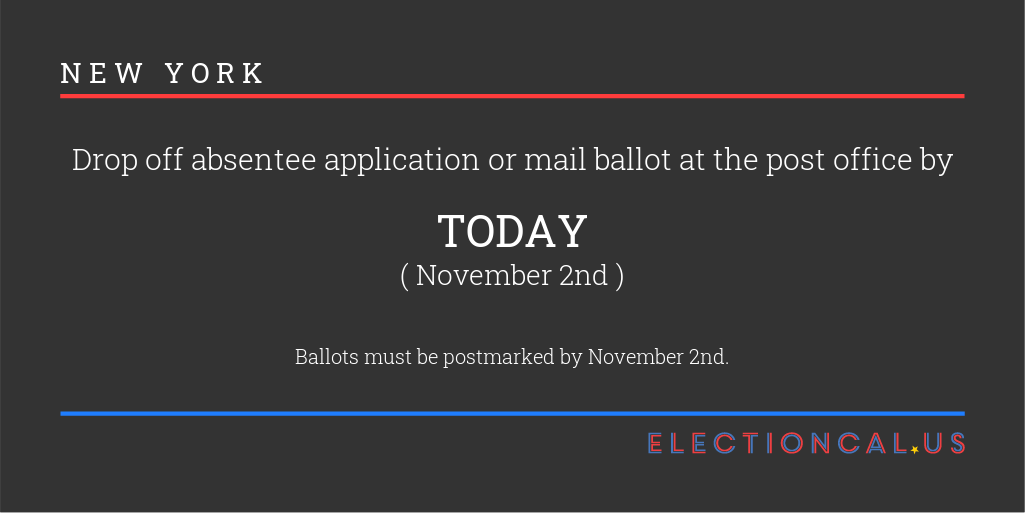 NEW YORK
Drop off absentee application or mail ballot at the post office by
TODAY
( November 2nd )
Ballots must be postmarked by November 2nd.
ELECTIONCAL.US